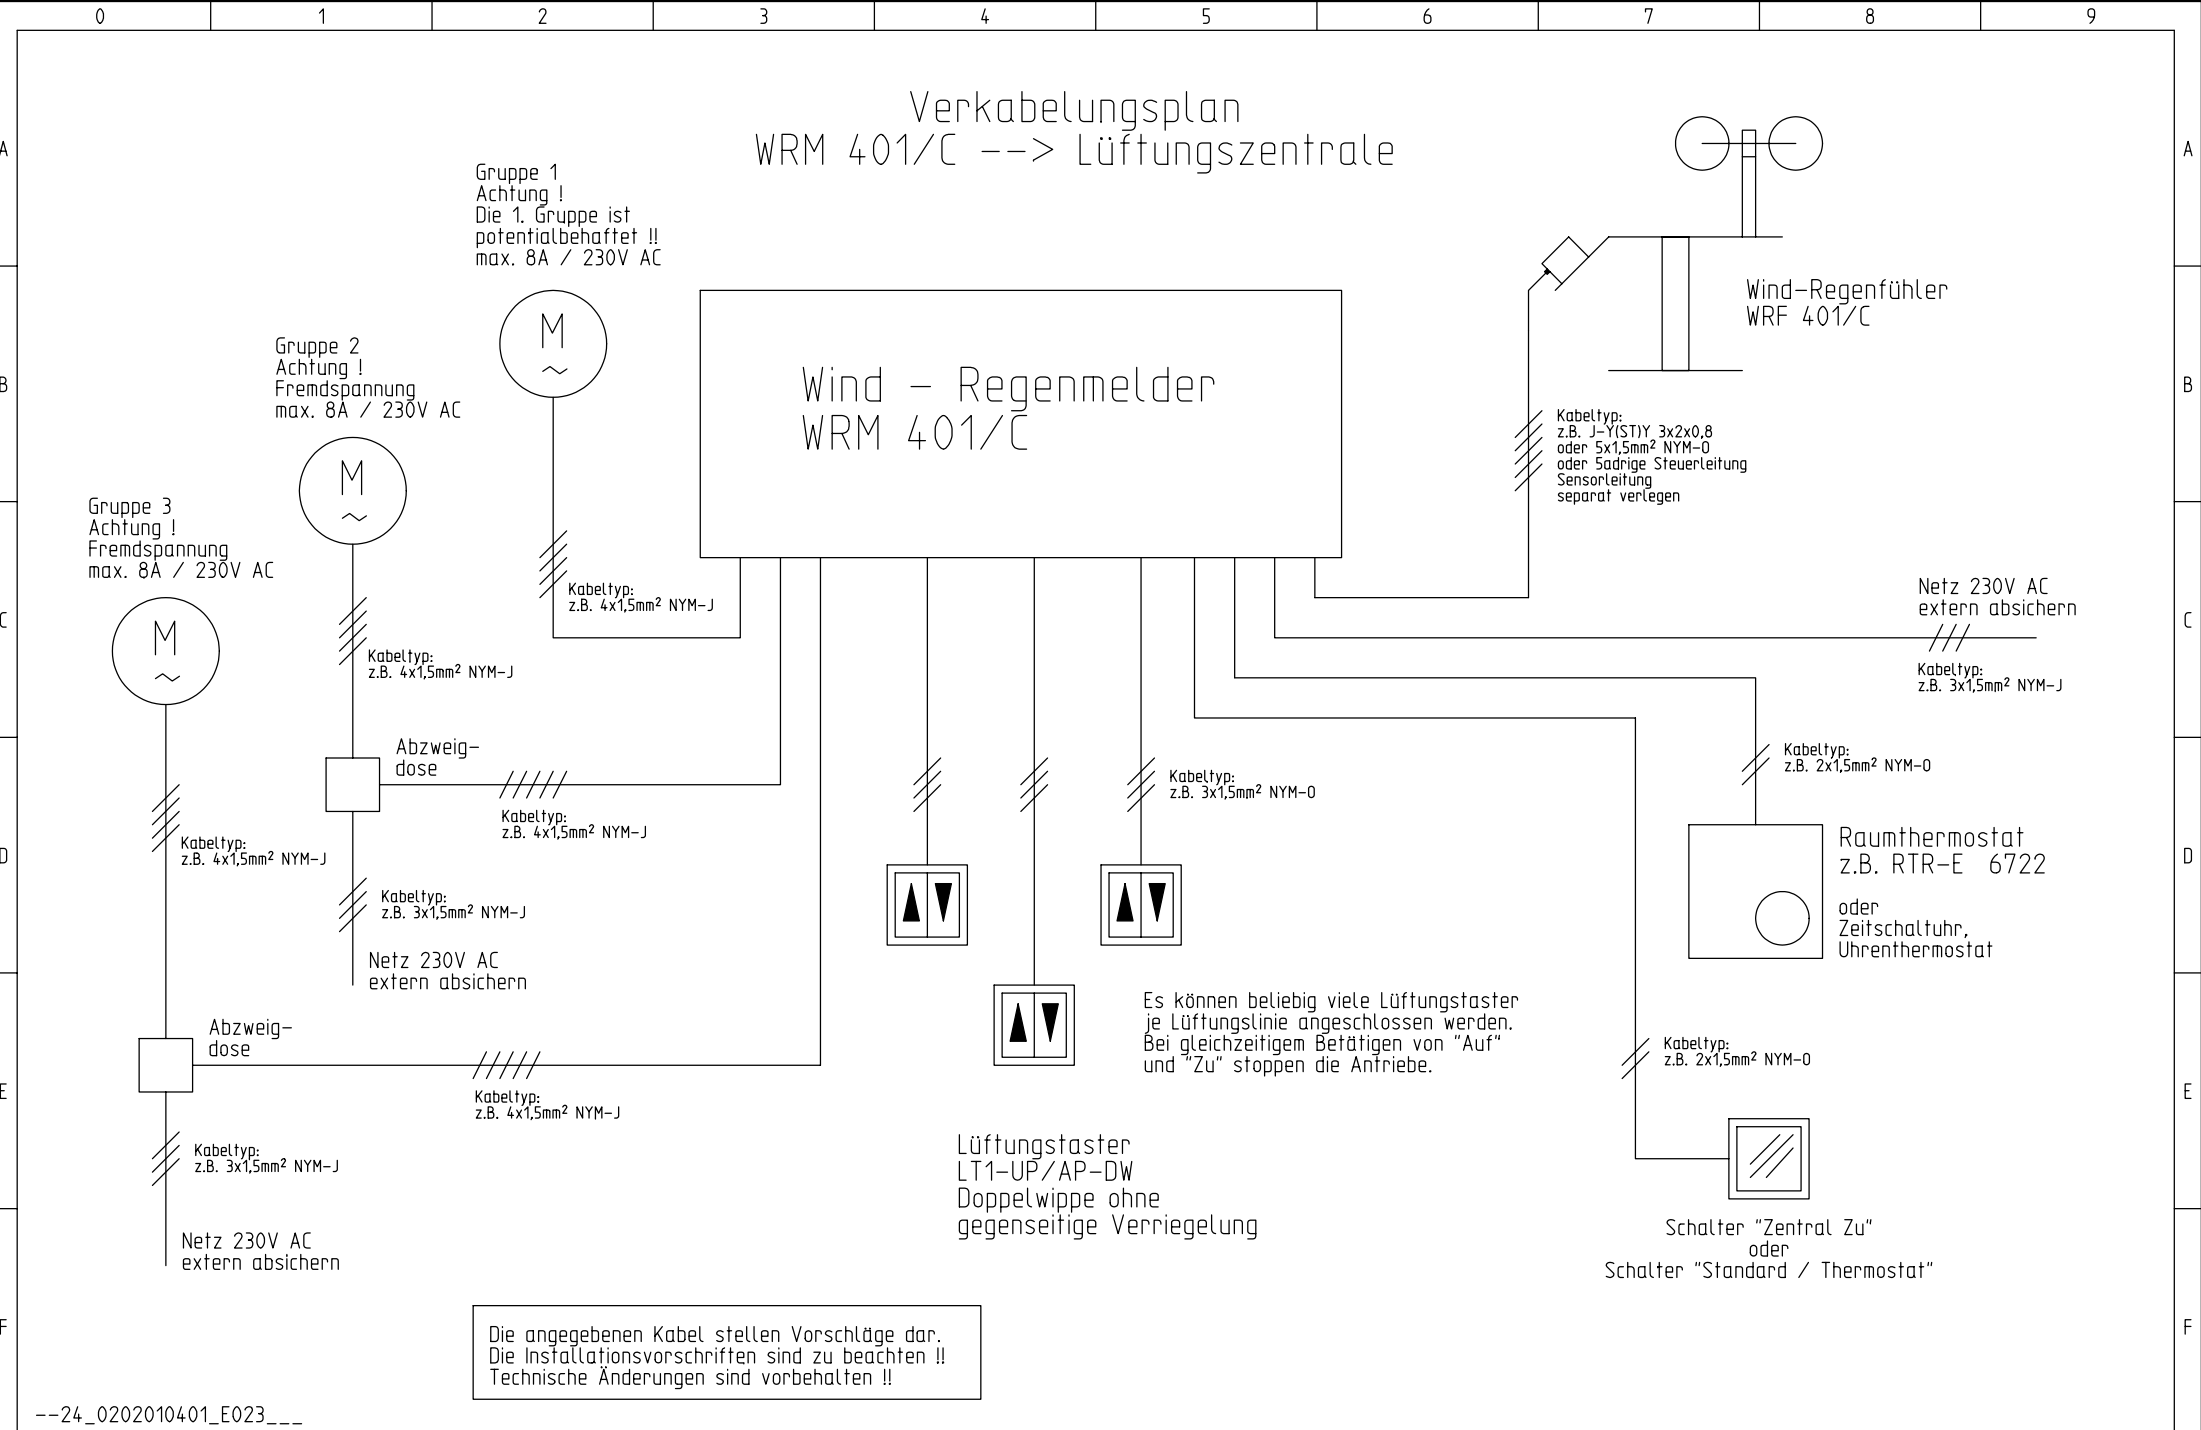 0 1 2 3 4 5 6 7 8 9
Verkabelungsplan
WRM 401/C --> Lüftungszentrale
A A
Gruppe 1
Achtung !
Die 1. Gruppe ist
potentialbehaftet !!
max. 8A / 230V AC
M
~
Gruppe 2
Achtung !
Fremdspannung
max. 8A / 230V AC
M
~
Gruppe 3
Achtung !
Fremdspannung
max. 8A / 230V AC
M
~
B B
Wind - Regenmelder
WRM 401/C
Wind-Regenfühler
WRF 401/C
Kabeltyp:
z.B. J-Y(ST)Y 3x2x0,8
oder 5x1,5mm² NYM-O
oder 5adrige Steuerleitung
Sensorleitung
separat verlegen
C C
Kabeltyp:
z.B. 4x1,5mm² NYM-J
Kabeltyp:
z.B. 4x1,5mm² NYM-J
Netz 230V AC
extern absichern
Kabeltyp:
z.B. 3x1,5mm² NYM-J
Abzweig-
dose
Kabeltyp:
z.B. 4x1,5mm² NYM-J
Kabeltyp:
z.B. 4x1,5mm² NYM-J
Kabeltyp:
z.B. 3x1,5mm² NYM-O
Kabeltyp:
z.B. 2x1,5mm² NYM-O
D D
Raumthermostat
z.B. RTR-E 6722
oder
Zeitschaltuhr,
Uhrenthermostat
Kabeltyp:
z.B. 3x1,5mm² NYM-J
Netz 230V AC
extern absichern
Abzweig-
dose
Kabeltyp:
z.B. 4x1,5mm² NYM-J
Es können beliebig viele Lüftungstaster
je Lüftungslinie angeschlossen werden.
Bei gleichzeitigem Betätigen von "Auf"
und "Zu" stoppen die Antriebe.
Kabeltyp:
z.B. 2x1,5mm² NYM-O
E E
Kabeltyp:
z.B. 3x1,5mm² NYM-J
Netz 230V AC
extern absichern
Lüftungstaster
LT1-UP/AP-DW
Doppelwippe ohne
gegenseitige Verriegelung
Schalter "Zentral Zu"
oder
Schalter "Standard / Thermostat"
F F
Die angegebenen Kabel stellen Vorschläge dar.
Die Installationsvorschriften sind zu beachten !!
Technische Änderungen sind vorbehalten !!
--24_0202010401_E023___